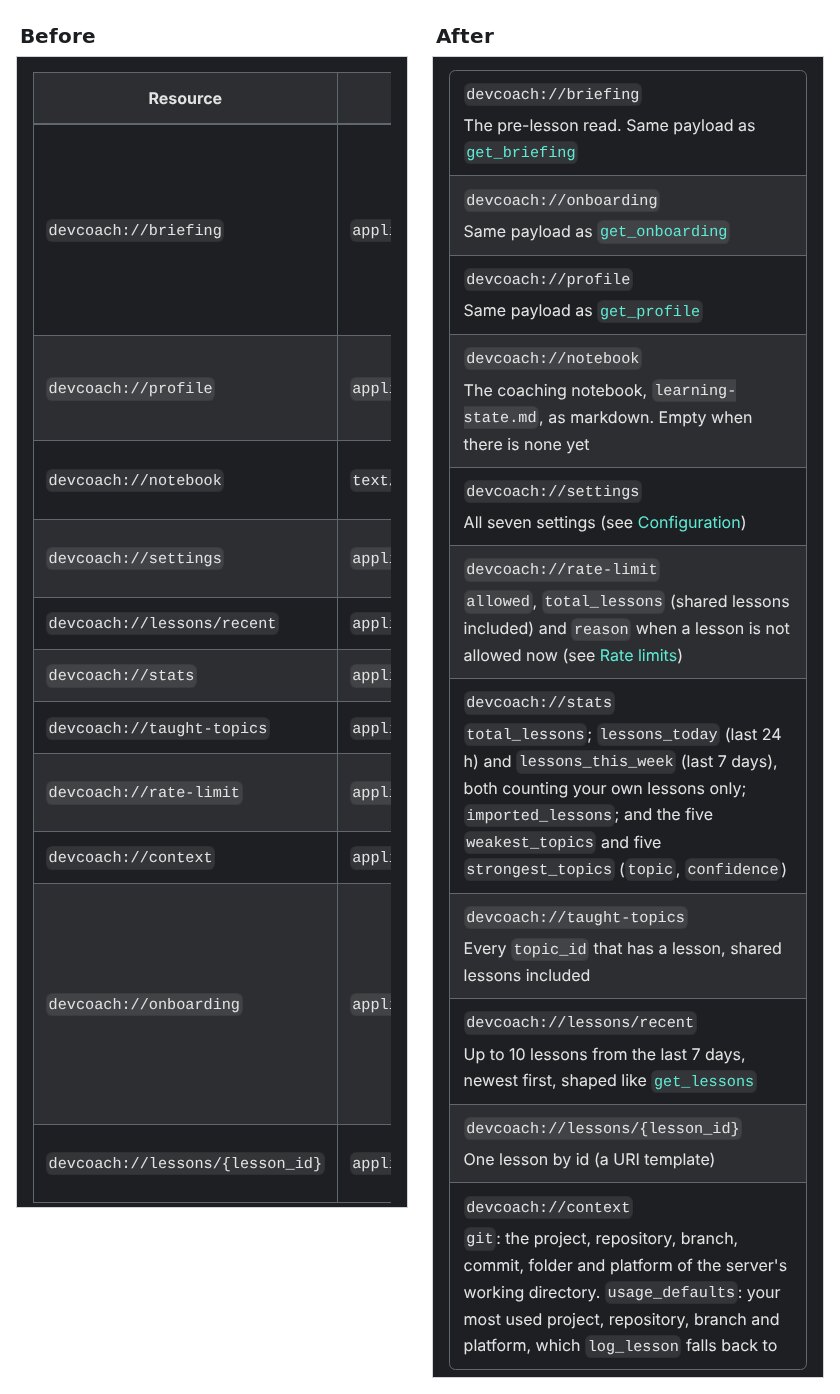 Before
Resource
devcoach://briefing
appli
devcoach://profile
appli
devcoach://notebook
text.
devcoach://settings
appli
devcoach://lessons/recent
appli
devcoach://stats
appli
devcoach://taught-topics
appli
devcoach://rate-limit
appli
devcoach://context
appli
devcoach://onboarding
appli
devcoach://lessons/{lesson_id}
appli
After
devcoach://briefing
The pre-lesson read. Same payload as
get_briefing
devcoach://onboarding
Same payload as get_onboarding
devcoach://profile
Same payload as get_profile
devcoach://notebook
The coaching notebook, learning-
state.md, as markdown. Empty when
there is none yet
devcoach://settings
All seven settings (see Configuration)
devcoach://rate-limit
allowed, total_lessons (shared lessons
included) and reason when a lesson is not
allowed now (see Rate limits)
devcoach://stats
total_lessons; lessons_today (last 24
h) and lessons_this_week (last 7 days),
both counting your own lessons only;
imported_lessons; and the five
weakest_topics and five
strongest_topics (topic, confidence)
devcoach://taught-topics
Every topic_id that has a lesson, shared
lessons included
devcoach://lessons/recent
Up to 10 lessons from the last 7 days,
newest first, shaped like get_lessons
devcoach://lessons/{lesson_id}
One lesson by id (a URI template)
devcoach://context
git: the project, repository, branch,
commit, folder and platform of the server's
working directory. usage_defaults: your
most used project, repository, branch and
platform, which log_lesson falls back to